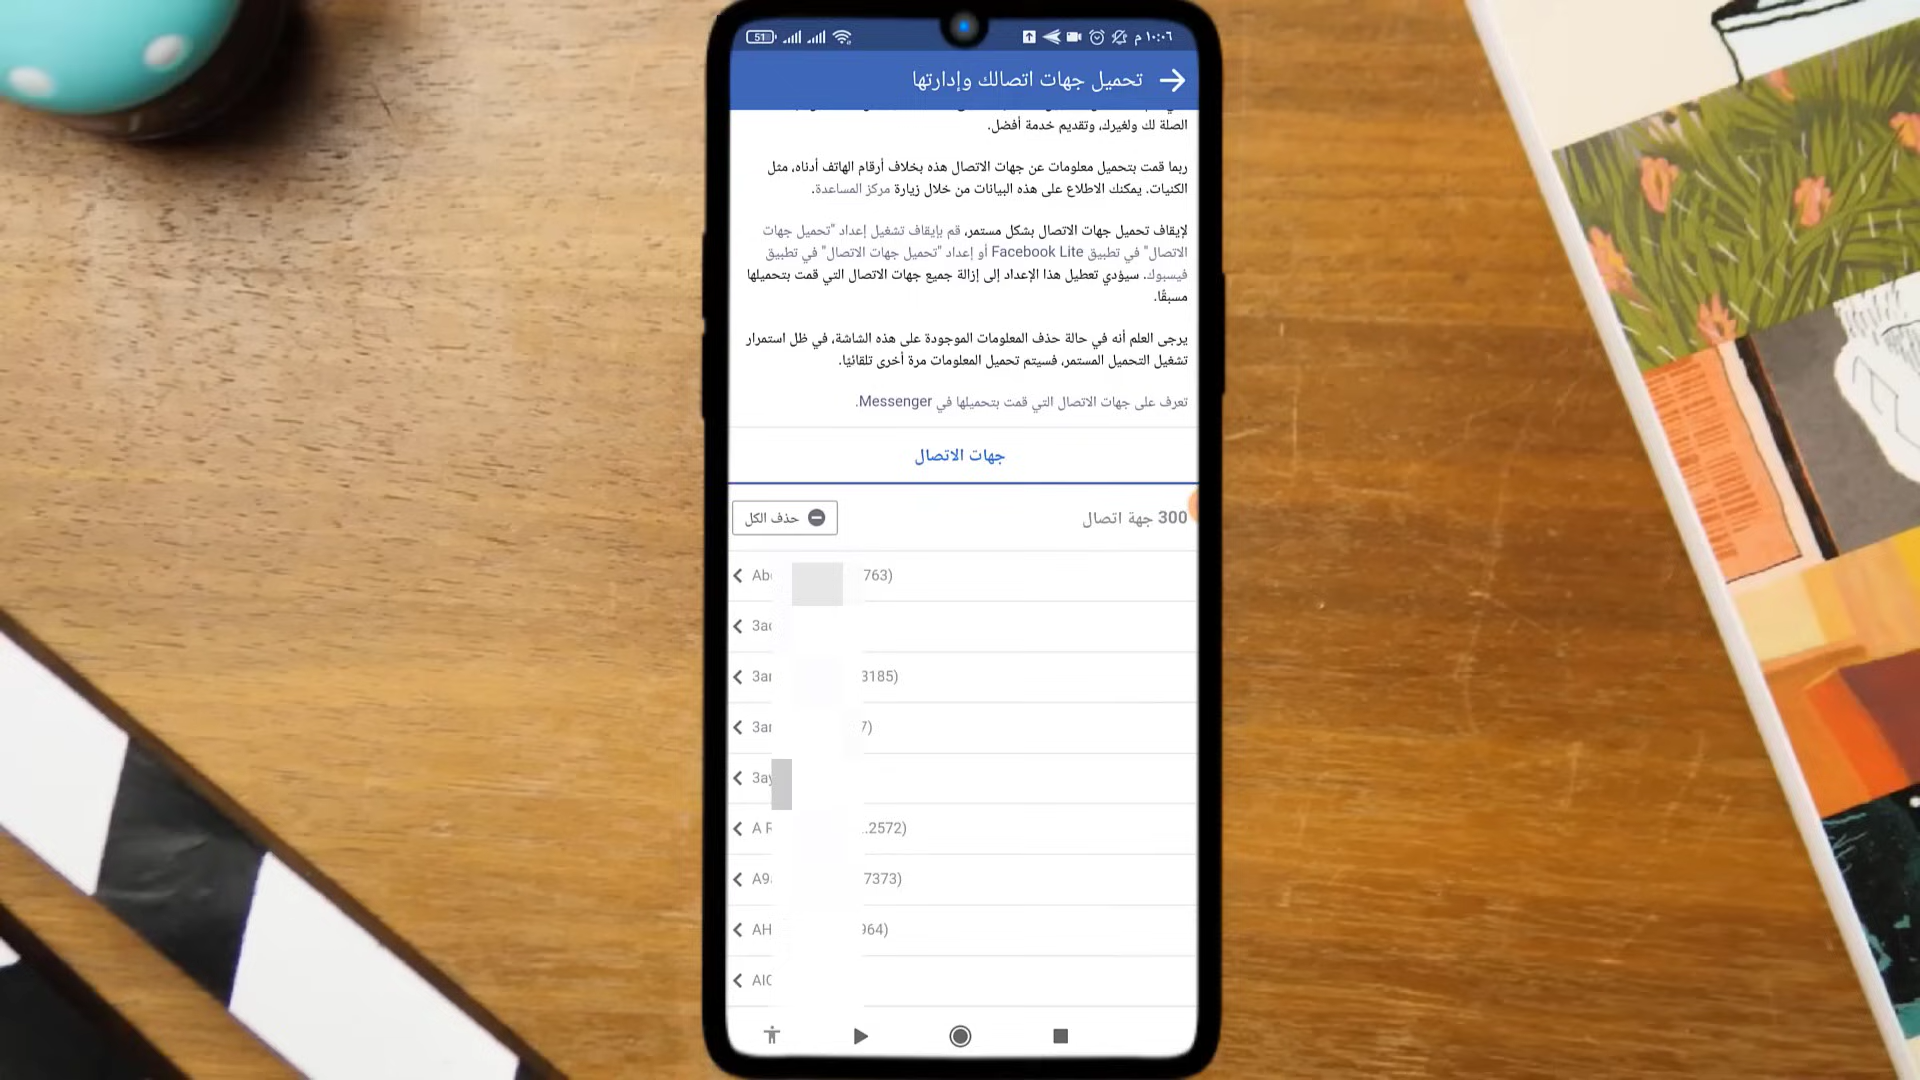 51
١٠:٠٦ م
تحميل جهات اتصالك وإدارتها
الصلة لك ولغيرك، وتقديم خدمة أفضل.
ربما قمت بتحميل معلومات عن جهات الاتصال هذه بخلاف أرقام الهاتف أدناه، مثل
الكنيات. يمكنك الاطلاع على هذه البيانات من خلال زيارة مركز المساعدة.
لإيقاف تحميل جهات الاتصال بشكل مستمر، قم بإيقاف تشغيل إعداد "تحميل جهات
الاتصال" في تطبيق Facebook Lite أو إعداد "تحميل جهات الاتصال" في تطبيق
فيسبوك. سيؤدي تعطيل هذا الإعداد إلى إزالة جميع جهات الاتصال التي قمت بتحميلها
مسبقًا.
يرجى العلم أنه في حالة حذف المعلومات الموجودة على هذه الشاشة، في ظل استمرار
تشغيل التحميل المستمر، فسيتم تحميل المعلومات مرة أخرى تلقائيًا.
تعرف على جهات الاتصال التي قمت بتحميلها في Messenger.
جهات الاتصال
300 جهة اتصال
حذف الكل
763)
3185)
7)
A
.2572)
7373)
AH
964)